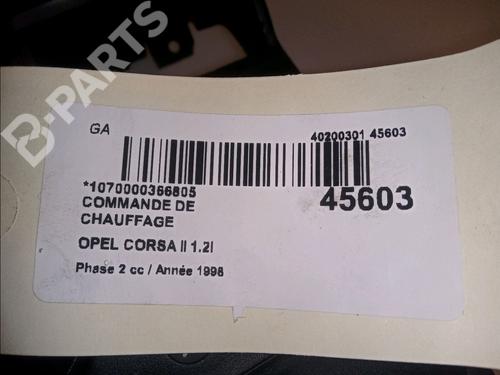 B-PARTS
GA
40200301 45603
*1070000366805
45603
COMMANDE DE
CHAUFFAGE
OPEL CORSA II 1.2I
Phase 2 cc / Année 1998